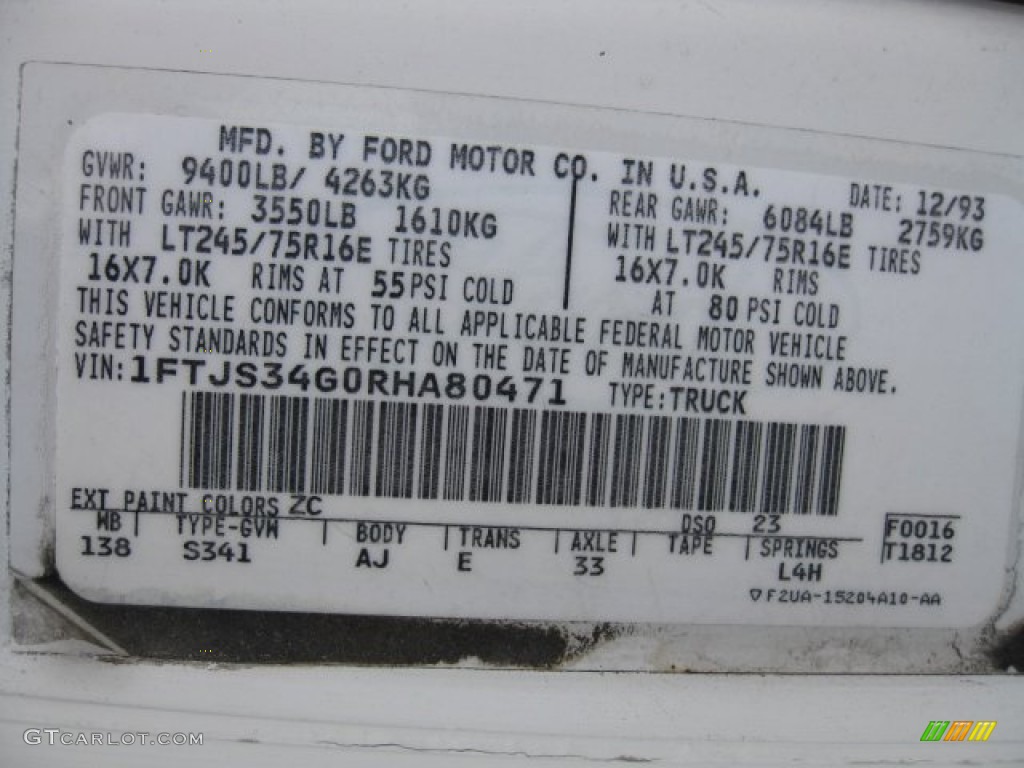 MFD. BY FORD MOTOR CO. IN U.S.A.
GVWR: 9400LB/ 4263KG DATE: 12/93
FRONT GAWR: 3550LB 1610KG REAR GAWR: 6084LB 2759KG
WITH LT245/75R16E TIRES WITH LT245/75R16E TIRES
16X7.0K RIMS AT 55 PSI COLD 16X7.0K RIMS
AT 80 PSI COLD
THIS VEHICLE CONFORMS TO ALL APPLICABLE FEDERAL MOTOR VEHICLE
SAFETY STANDARDS IN EFFECT ON THE DATE OF MANUFACTURE SHOWN ABOVE.
VIN: 1FTJS34G0RHA80471 TYPE: TRUCK
EXT PAINT COLORS ZC DSO 23 F0016
WB TYPE-GVW BODY TRANS AXLE TAPE SPRINGS T1812
138 S341 AJ E 33 L4H
▽F2UA-15204A10-AA
GTCARLOT.COM